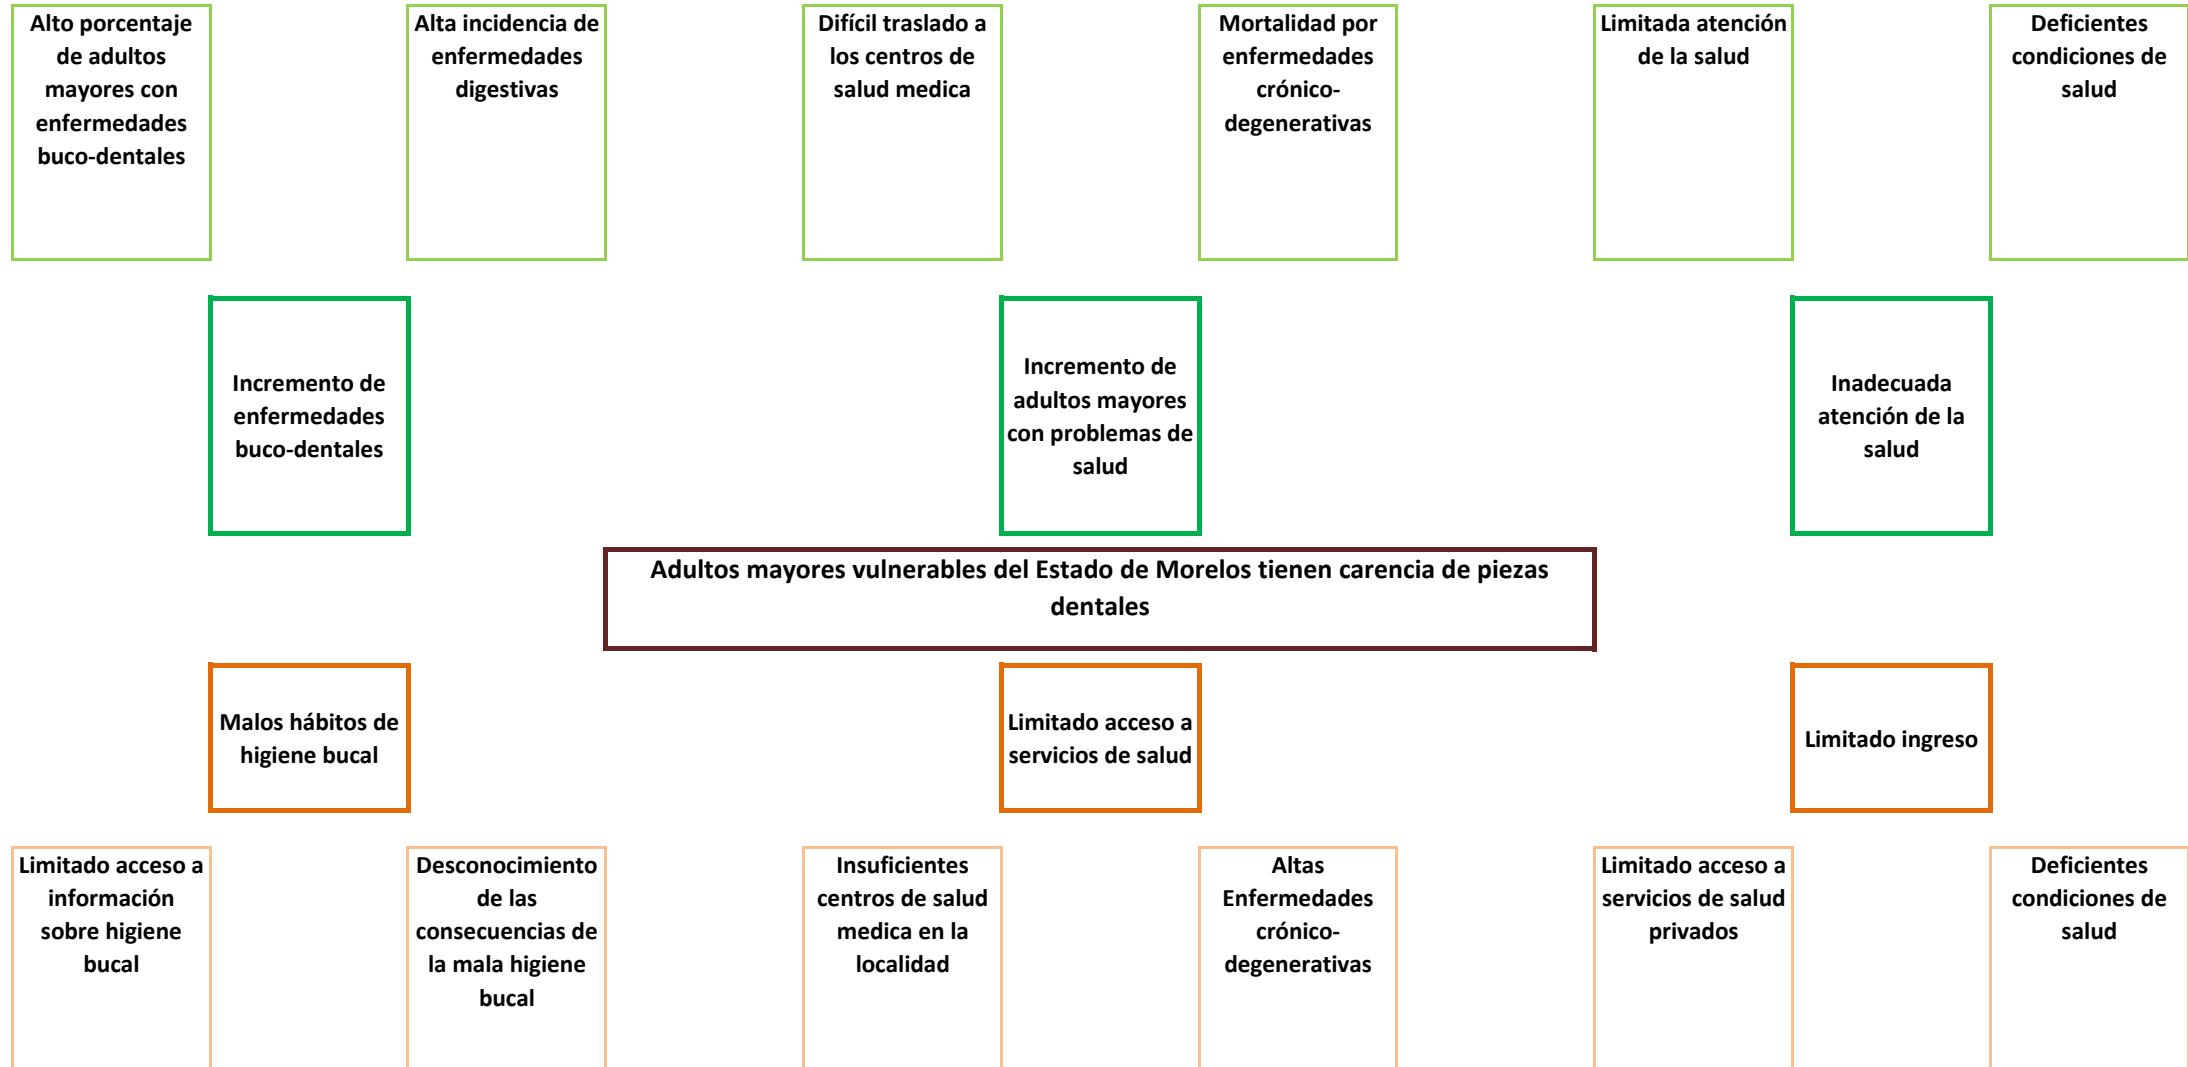 Alto porcentaje
de adultos
mayores con
enfermedades
buco-dentales
Alta incidencia de
enfermedades
digestivas
Difícil traslado a
los centros de
salud medica
Mortalidad por
enfermedades
crónico-
degenerativas
Limitada atención
de la salud
Deficientes
condiciones de
salud
Incremento de
enfermedades
buco-dentales
Incremento de
adultos mayores
con problemas de
salud
Inadecuada
atención de la
salud
Adultos mayores vulnerables del Estado de Morelos tienen carencia de piezas
dentales
Malos hábitos de
higiene bucal
Limitado acceso a
servicios de salud
Limitado ingreso
Limitado acceso a
información
sobre higiene
bucal
Desconocimiento
de las
consecuencias de
la mala higiene
bucal
Insuficientes
centros de salud
medica en la
localidad
Altas
Enfermedades
crónico-
degenerativas
Limitado acceso a
servicios de salud
privados
Deficientes
condiciones de
salud